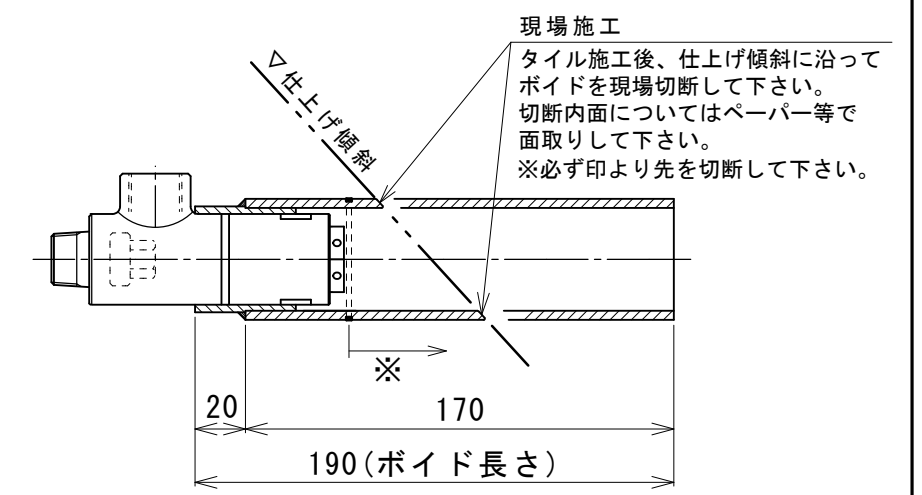 現場施工
タイル施工後、仕上げ傾斜に沿って
ボイドを現場切断して下さい。
切断内面についてはペーパー等で
面取りして下さい。
※必ず印より先を切断して下さい。
▽仕上げ傾斜
※
20
170
190(ボイド長さ)